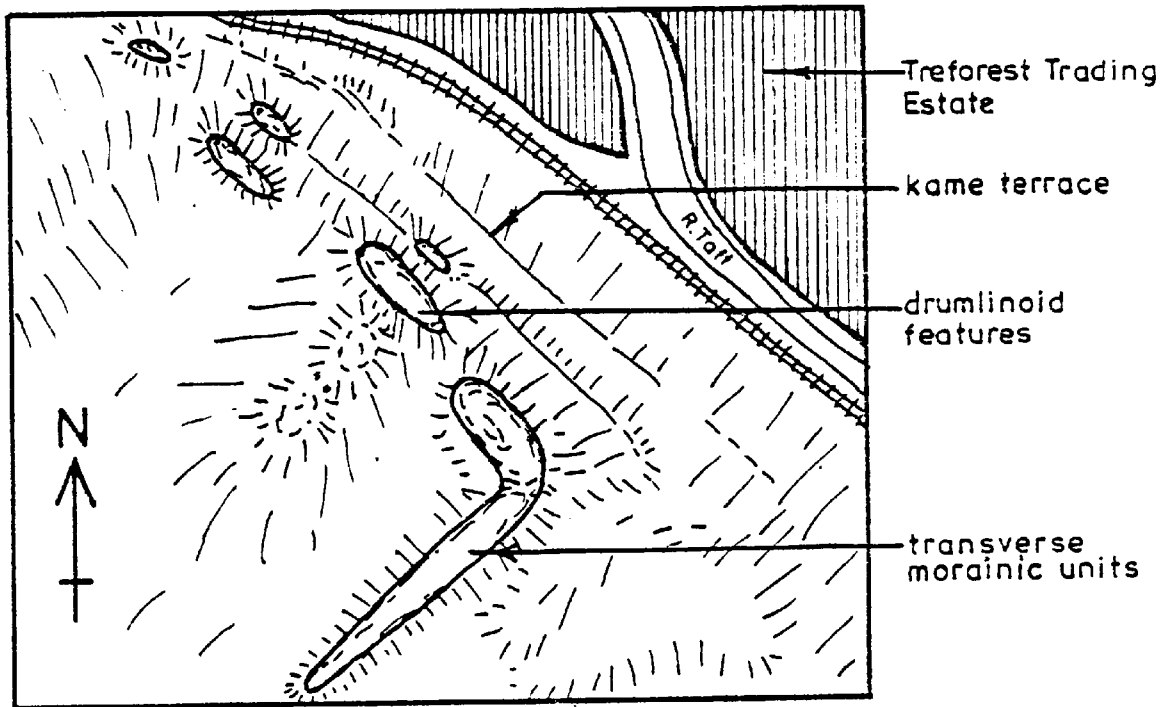 Treforest Trading
Estate
kame terrace
R.Taff
drumlinoid
features
N
transverse
morainic units